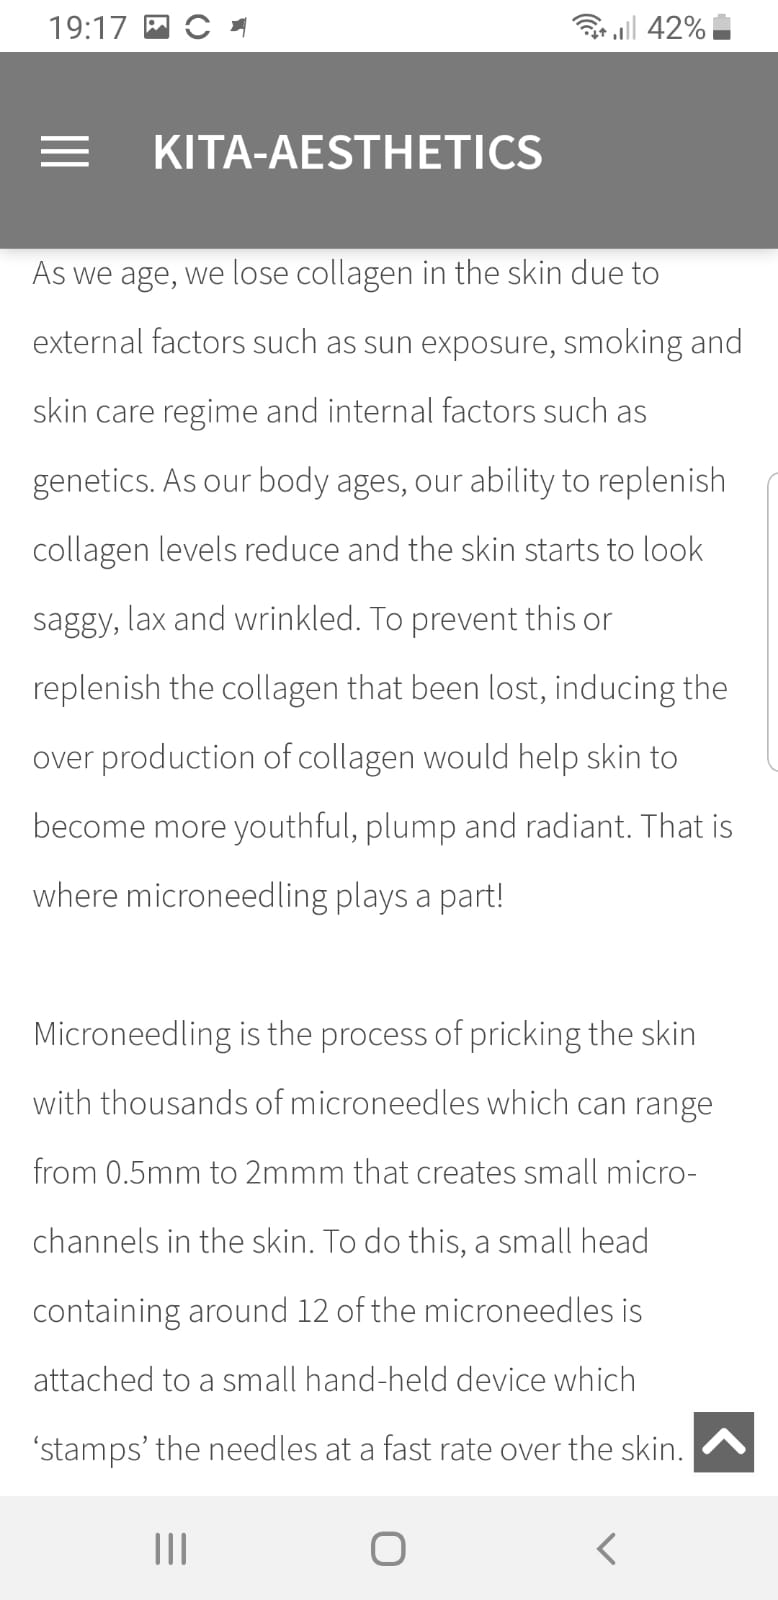 19:17
42%
KITA-AESTHETICS
As we age, we lose collagen in the skin due to
external factors such as sun exposure, smoking and
skin care regime and internal factors such as
genetics. As our body ages, our ability to replenish
collagen levels reduce and the skin starts to look
saggy, lax and wrinkled. To prevent this or
replenish the collagen that been lost, inducing the
over production of collagen would help skin to
become more youthful, plump and radiant. That is
where microneedling plays a part!
Microneedling is the process of pricking the skin
with thousands of microneedles which can range
from 0.5mm to 2mmm that creates small micro-
channels in the skin. To do this, a small head
containing around 12 of the microneedles is
attached to a small hand-held device which
‘stamps’ the needles at a fast rate over the skin.